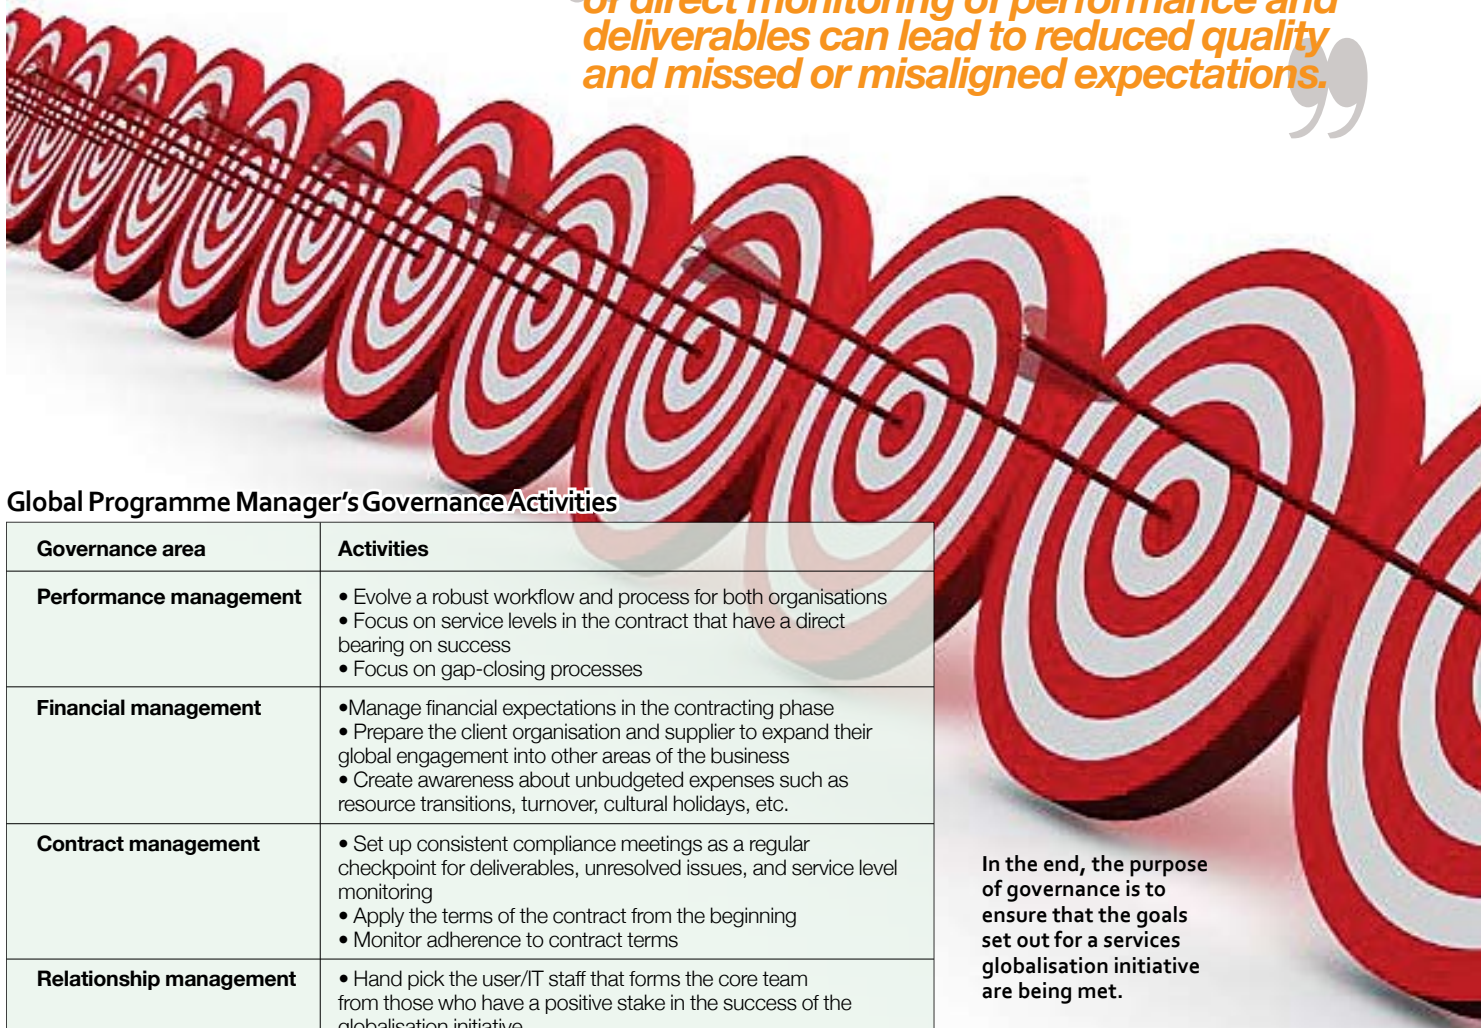 of direct monitoring of performance and
deliverables can lead to reduced quality
and missed or misaligned expectations.
”
Global Programme Manager's Governance Activities
Governance area
Activities
Performance management
• Evolve a robust workflow and process for both organisations
• Focus on service levels in the contract that have a direct
bearing on success
• Focus on gap-closing processes
Financial management
•Manage financial expectations in the contracting phase
• Prepare the client organisation and supplier to expand their
global engagement into other areas of the business
• Create awareness about unbudgeted expenses such as
resource transitions, turnover, cultural holidays, etc.
Contract management
• Set up consistent compliance meetings as a regular
checkpoint for deliverables, unresolved issues, and service level
monitoring
• Apply the terms of the contract from the beginning
• Monitor adherence to contract terms
Relationship management
• Hand pick the user/IT staff that forms the core team
from those who have a positive stake in the success of the
globalisation initiative
In the end, the purpose
of governance is to
ensure that the goals
set out for a services
globalisation initiative
are being met.